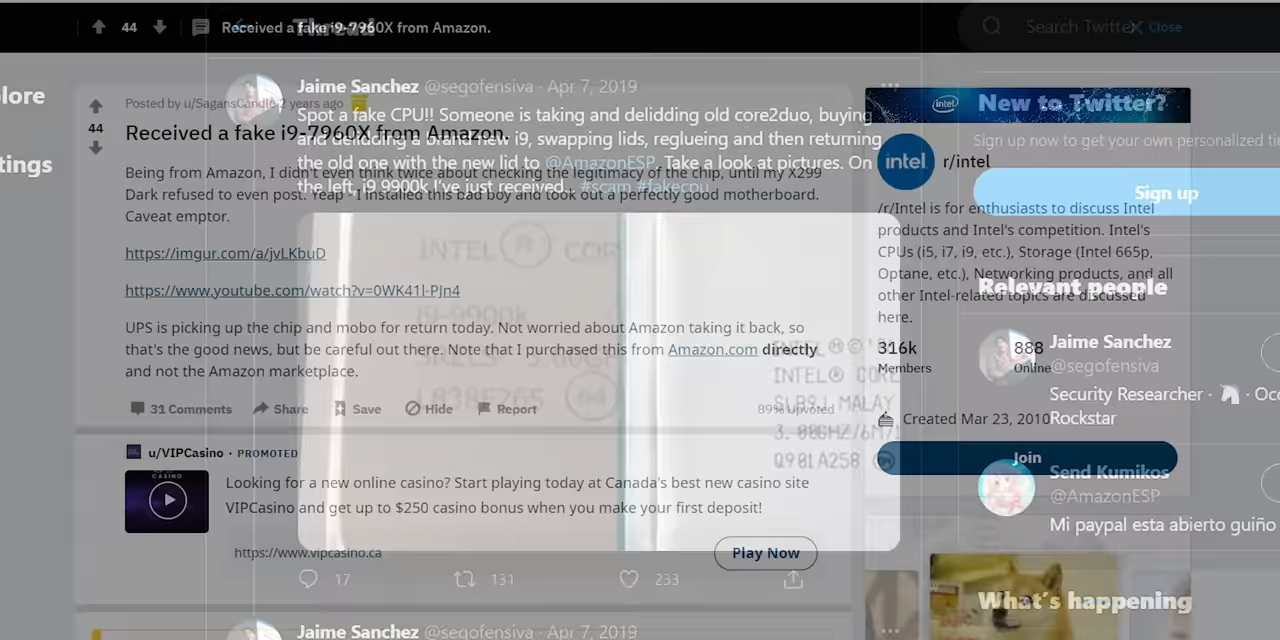 44
Received a fake i9-7960X from Amazon.
Close
Posted by u/SagansCandle 2 years ago
44
Received a fake i9-7960X from Amazon.
Being from Amazon, I didn't even think twice about checking the legitimacy of the chip, until my X299
Dark refused to even post. Yeap - I installed this bad boy and took out a perfectly good motherboard.
Caveat emptor.
https://imgur.com/a/jvLKbuD
https://www.youtube.com/watch?v=0WK41l-PJn4
UPS is picking up the chip and mobo for return today. Not worried about Amazon taking it back, so
that's the good news, but be careful out there. Note that I purchased this from Amazon.com directly
and not the Amazon marketplace.
31 Comments Share Save Hide Report
89% Upvoted
u/VIPCasino · PROMOTED
CASINO
Looking for a new online casino? Start playing today at Canada's best new casino site
VIPCasino and get up to $250 casino bonus when you make your first deposit!
https://www.vipcasino.ca
Play Now
intel
intel
r/intel
/r/Intel is for enthusiasts to discuss Intel
products and Intel's competition. Intel's
CPUs (i5, i7, i9, etc.), Storage (Intel 665p,
Optane, etc.), Networking products, and all
other Intel-related topics are discussed
here.
316k
Members
888
Online
Created Mar 23, 2010
Join
Thread
Search Twitter
lore
tings
Jaime Sanchez @segofensiva · Apr 7, 2019
Spot a fake CPU!! Someone is taking and delidding old core2duo, buying
and delidding a brand new i9, swapping lids, reglueing and then returning
the old one with the new lid to @AmazonESP. Take a look at pictures. On
the left, i9 9900k I've just received.. #scam #fakecpu
INTEL ® CORE
i9-9900k
L838F265
INTEL ® CORE
MALAY
3.00GHZ/6M/1
Q981A258
17
131
233
Jaime Sanchez @segofensiva · Apr 7, 2019
New to Twitter?
Sign up now to get your own personalized ti
Sign up
Relevant people
Jaime Sanchez
@segofensiva
Security Researcher · Occ
Rockstar
Send Kumikos
@AmazonESP
Mi paypal esta abierto guiño
What's happening